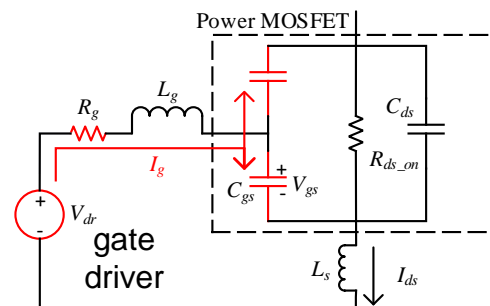 Power MOSFET
L_g
R_g
C_ds
R_ds_on
I_g
C_gs
+
V_gs
-
+
V_dr
-
gate
driver
L_s
I_ds